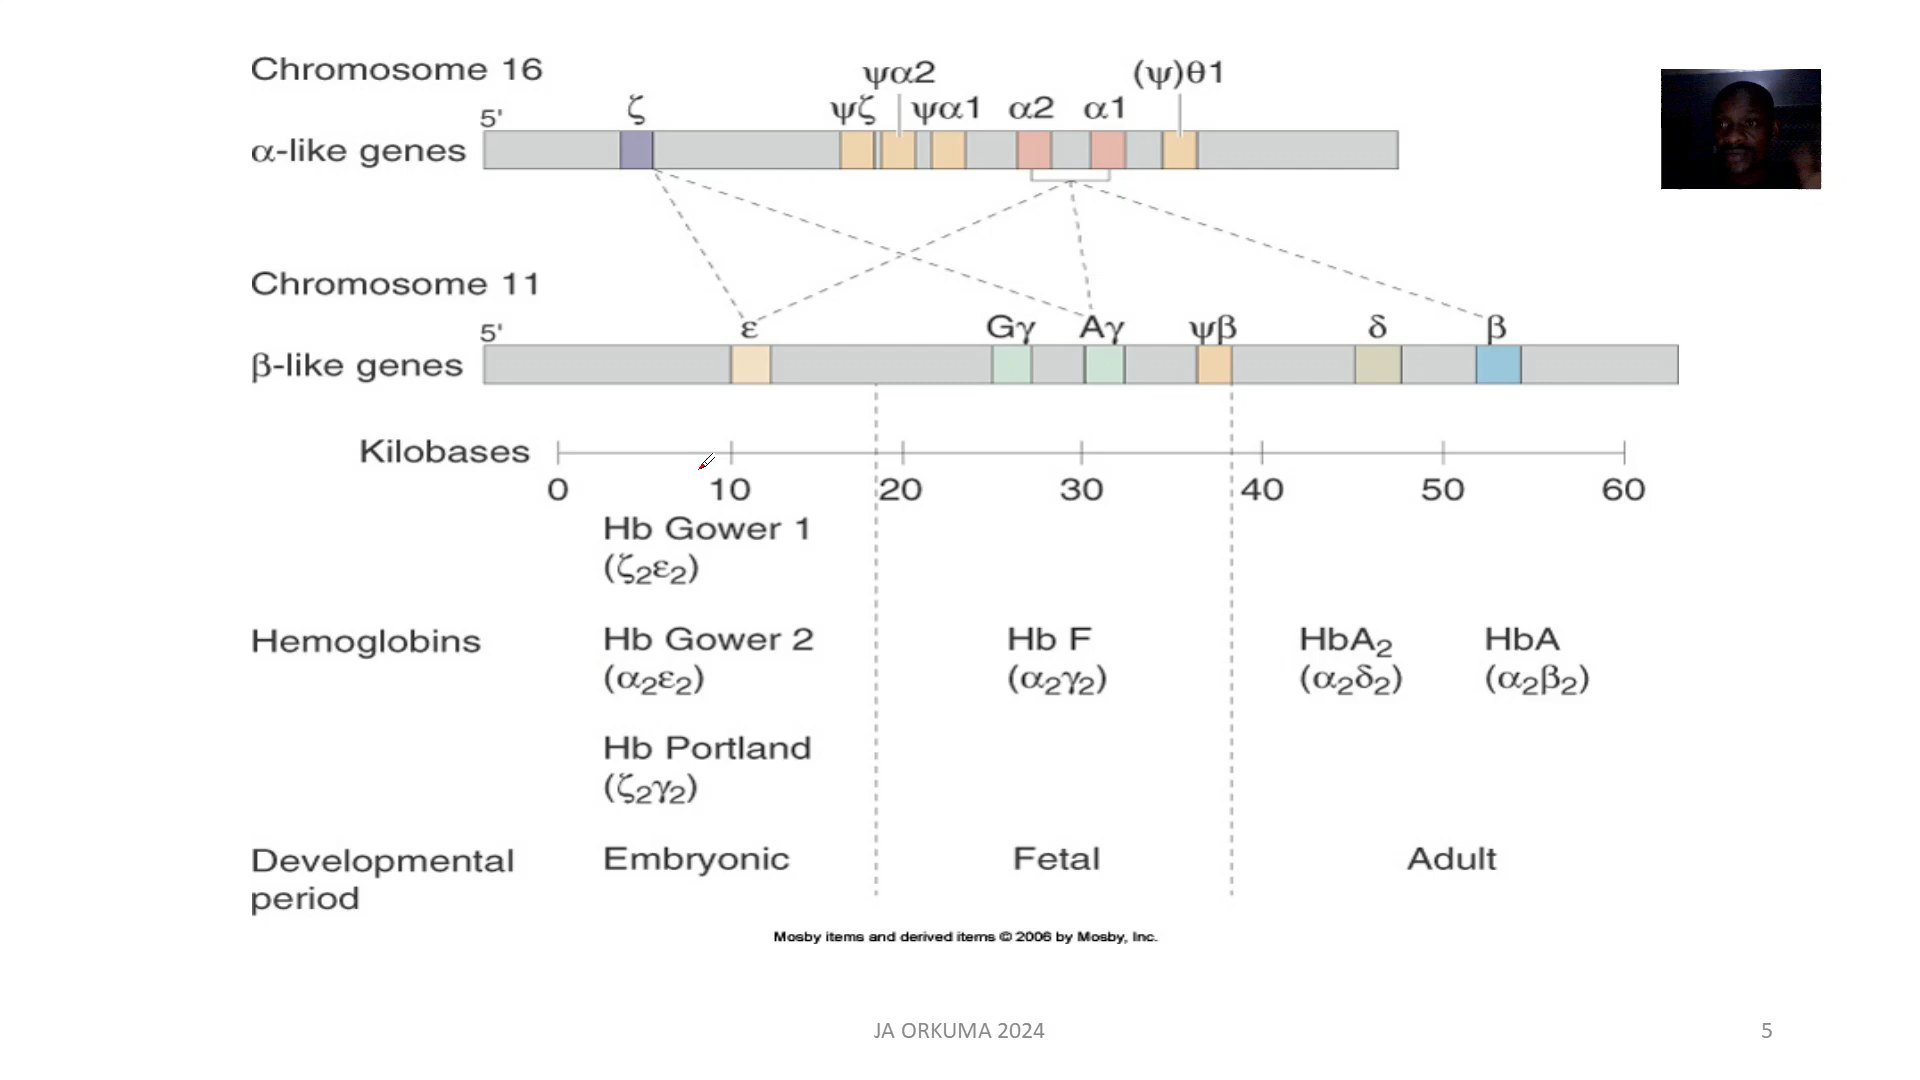 Chromosome 16
ψα2
(ψ)θ1
5'
ζ
ψζ
ψα1
α2
α1
α-like genes
Chromosome 11
5'
ε
Gγ
Aγ
ψβ
δ
β
β-like genes
Kilobases
0 10 20 30 40 50 60
Hb Gower 1
(ζ₂ε₂)
Hemoglobins
Hb Gower 2
(α₂ε₂)
Hb F
(α₂γ₂)
HbA₂
(α₂δ₂)
HbA
(α₂β₂)
Hb Portland
(ζ₂γ₂)
Developmental
period
Embryonic
Fetal
Adult
Mosby items and derived items © 2006 by Mosby, Inc.
JA ORKUMA 2024
5